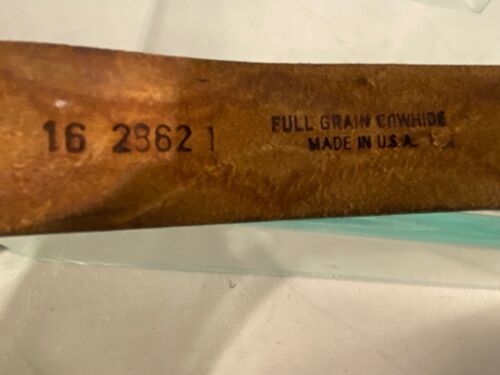 16 2862 1
FULL GRAIN COWHIDE
MADE IN U.S.A.